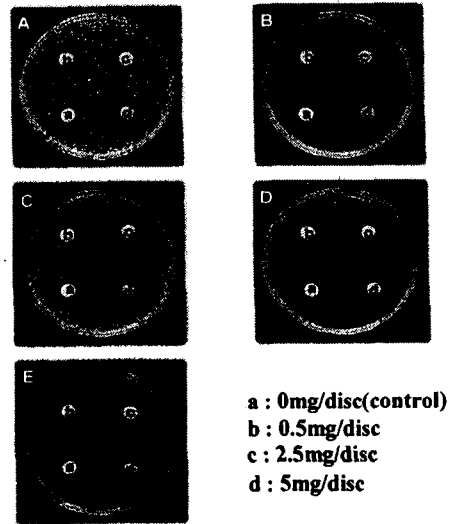 A
B
C
D
E
a : 0mg/disc(control)
b : 0.5mg/disc
c : 2.5mg/disc
d : 5mg/disc